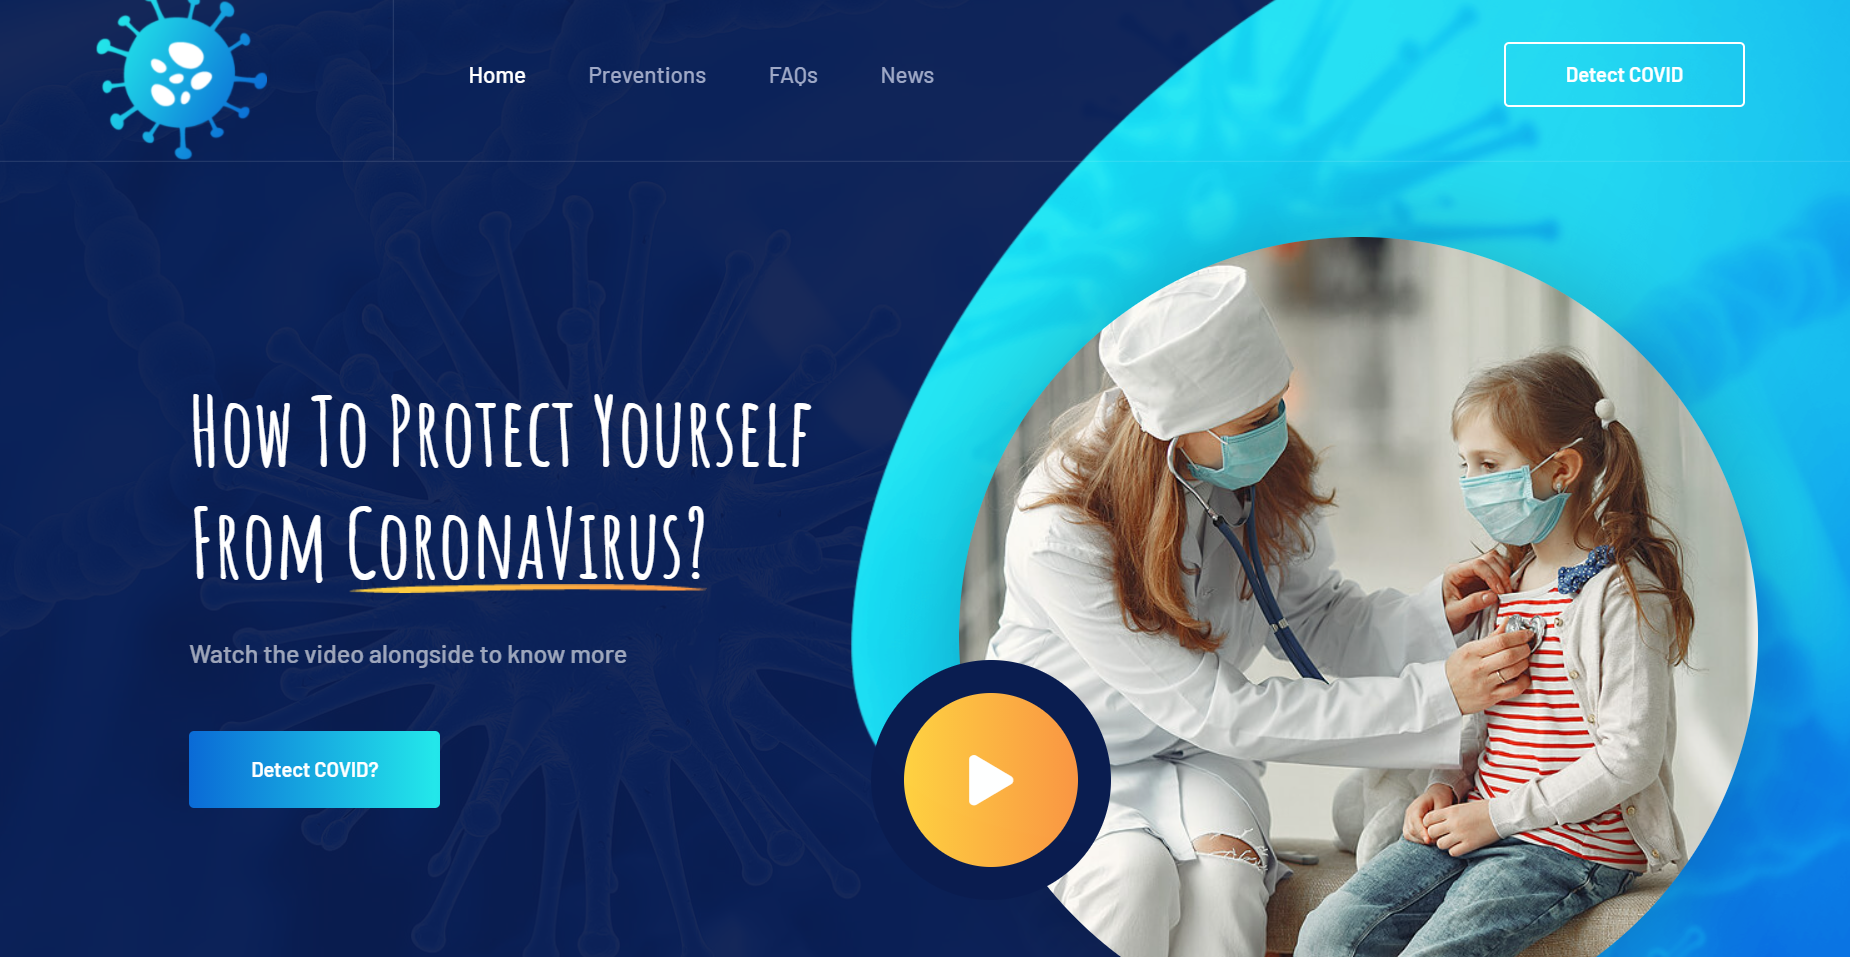 Home
Preventions
FAQs
News
Detect COVID
How To Protect Yourself
From CoronaVirus?
Watch the video alongside to know more
Detect COVID?